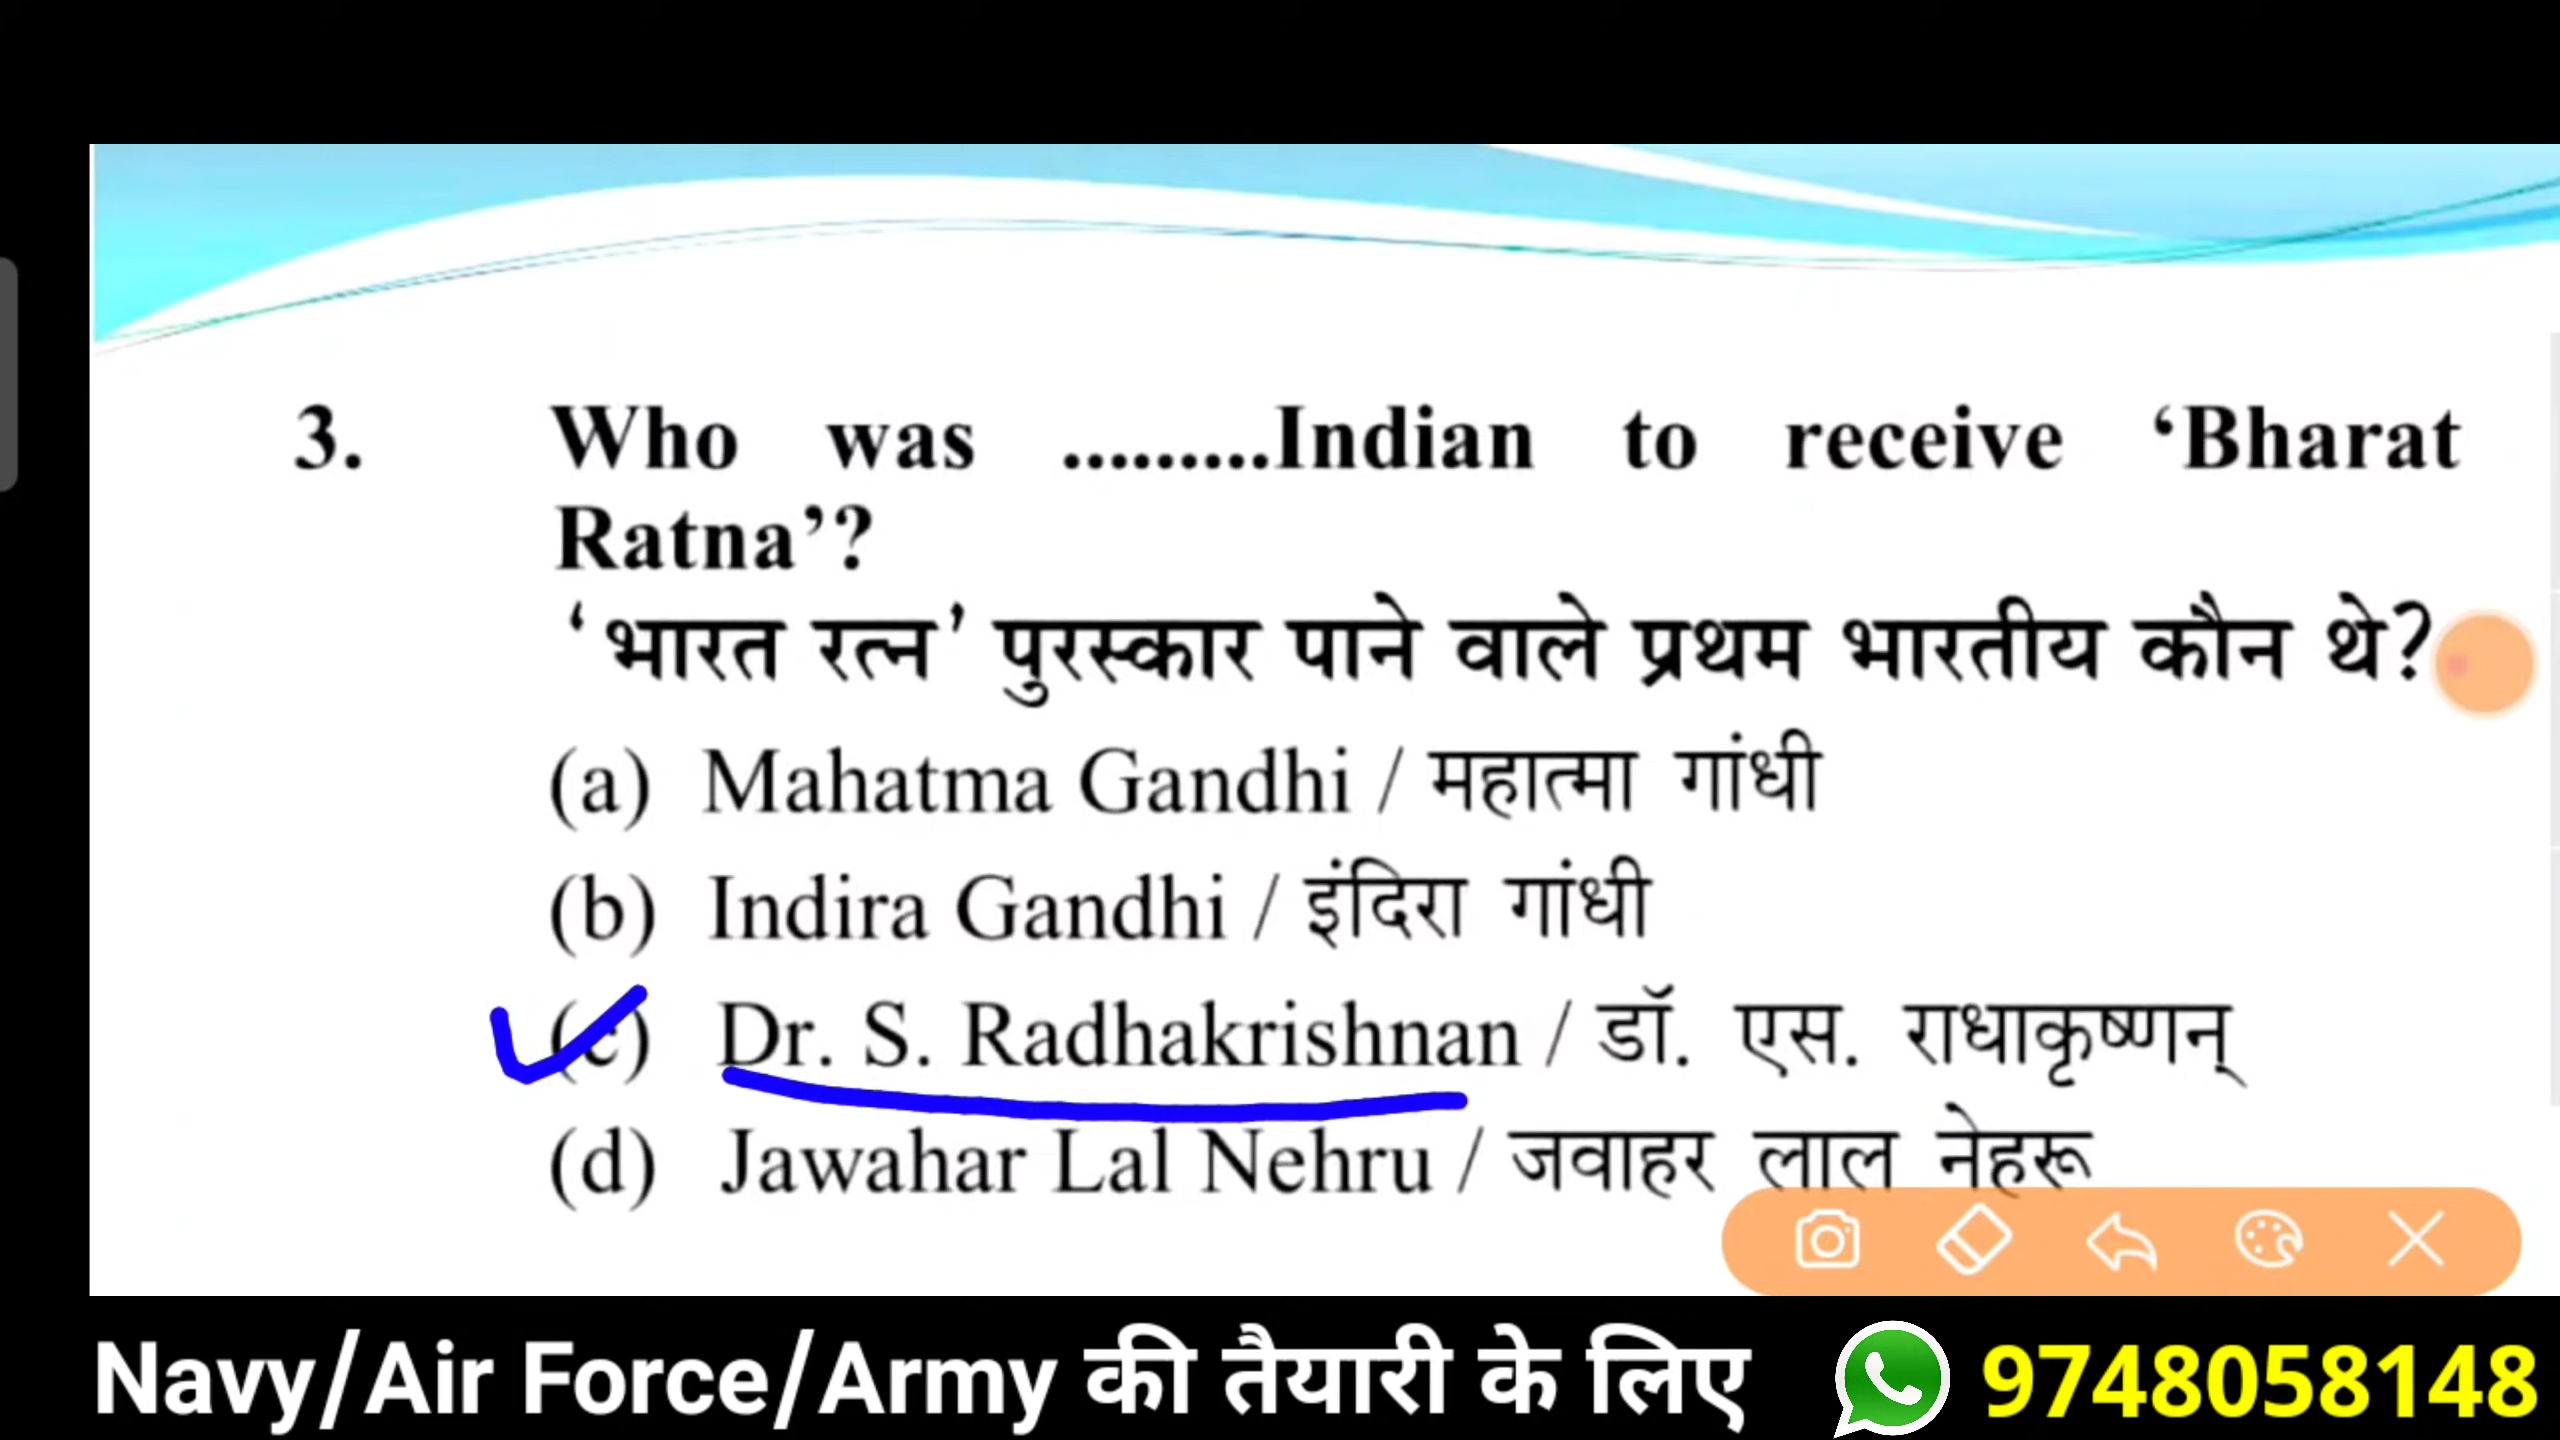 3. Who was .........Indian to receive ‘Bharat
Ratna’?
‘भारत रत्न’ पुरस्कार पाने वाले प्रथम भारतीय कौन थे?
(a) Mahatma Gandhi / महात्मा गांधी
(b) Indira Gandhi / इंदिरा गांधी
(c) Dr. S. Radhakrishnan / डॉ. एस. राधाकृष्णन्
(d) Jawahar Lal Nehru / जवाहर लाल नेहरू
Navy/Air Force/Army की तैयारी के लिए 9748058148